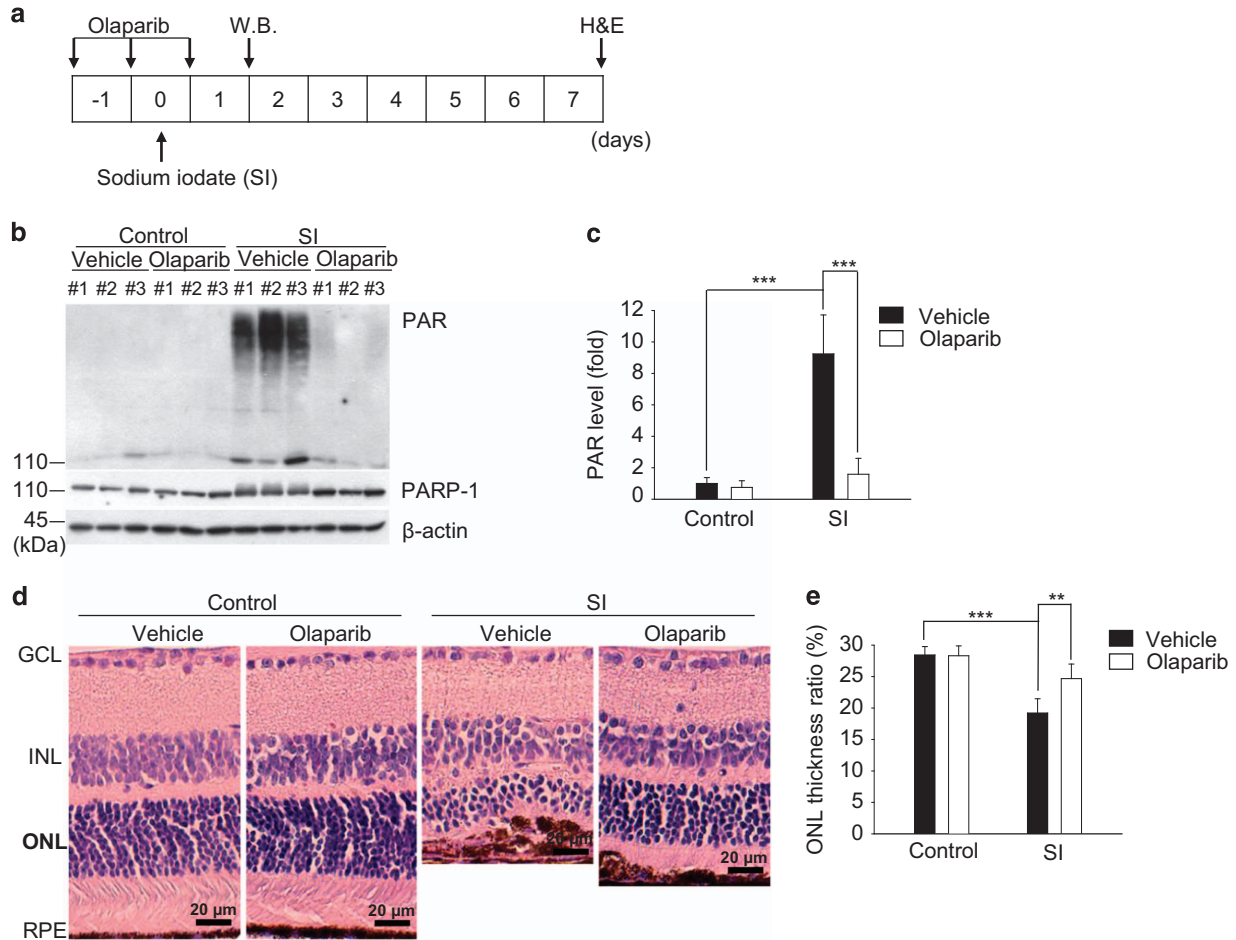 a
Olaparib W.B. H&E
-1 0 1 2 3 4 5 6 7
(days)
Sodium iodate (SI)
b
Control SI
Vehicle Olaparib Vehicle Olaparib
#1 #2 #3 #1 #2 #3 #1 #2 #3 #1 #2 #3
PAR
110
110 PARP-1
45
(kDa) β-actin
c
*** ***
Vehicle
Olaparib
PAR level (fold)
12
10
8
6
4
2
0
Control SI
d
Control SI
Vehicle Olaparib Vehicle Olaparib
GCL
INL
ONL
RPE
20 µm 20 µm 20 µm 20 µm
e
*** **
Vehicle
Olaparib
ONL thickness ratio (%)
30
25
20
15
10
5
0
Control SI